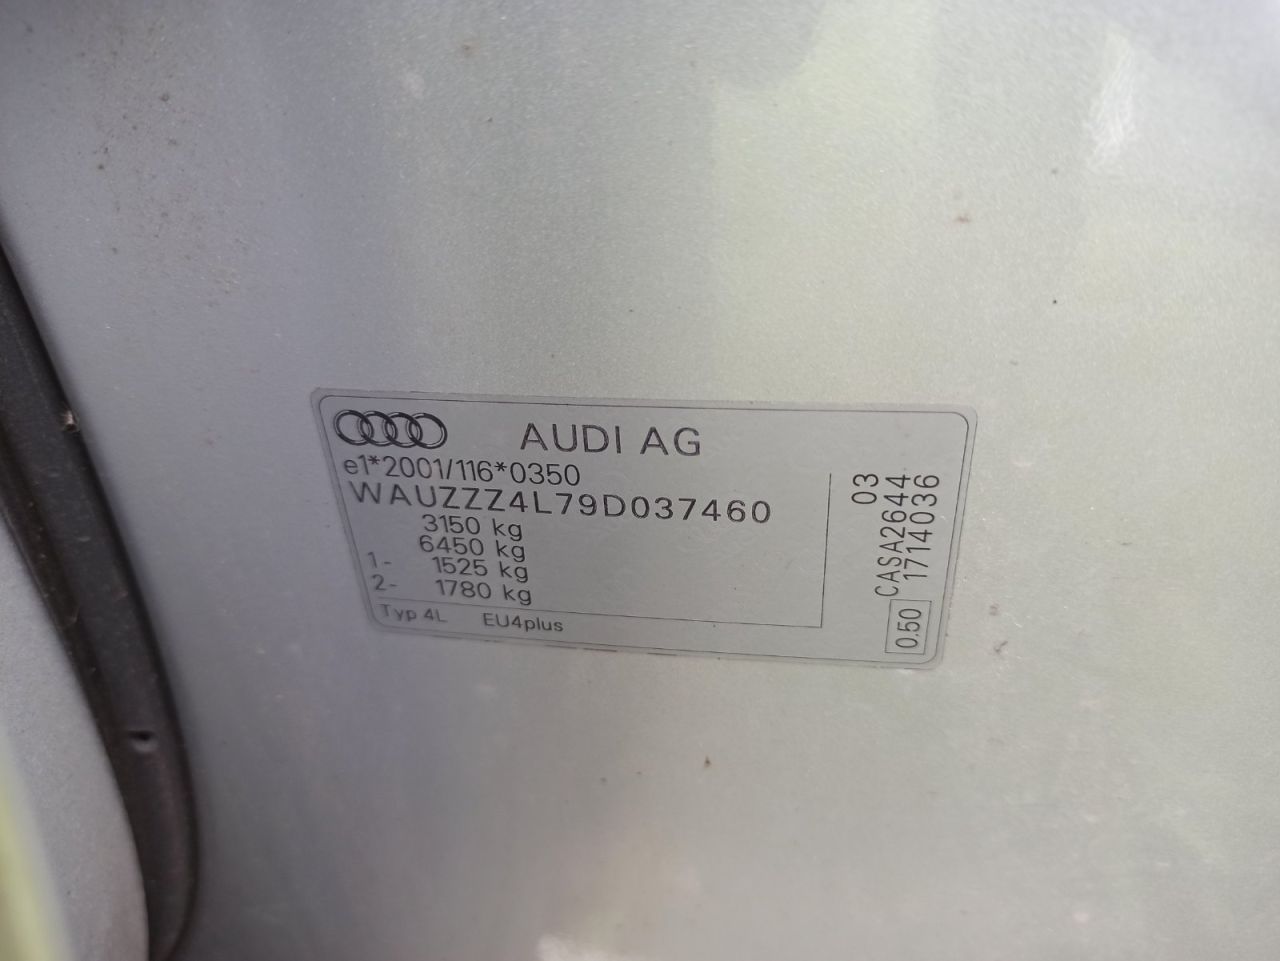 AUDI AG
e1*2001/116*0350
WAUZZZ4L79D037460
3150 kg
6450 kg
1- 1525 kg
2- 1780 kg
Typ 4L EU4plus
03
CASA2644
0.50 1714036